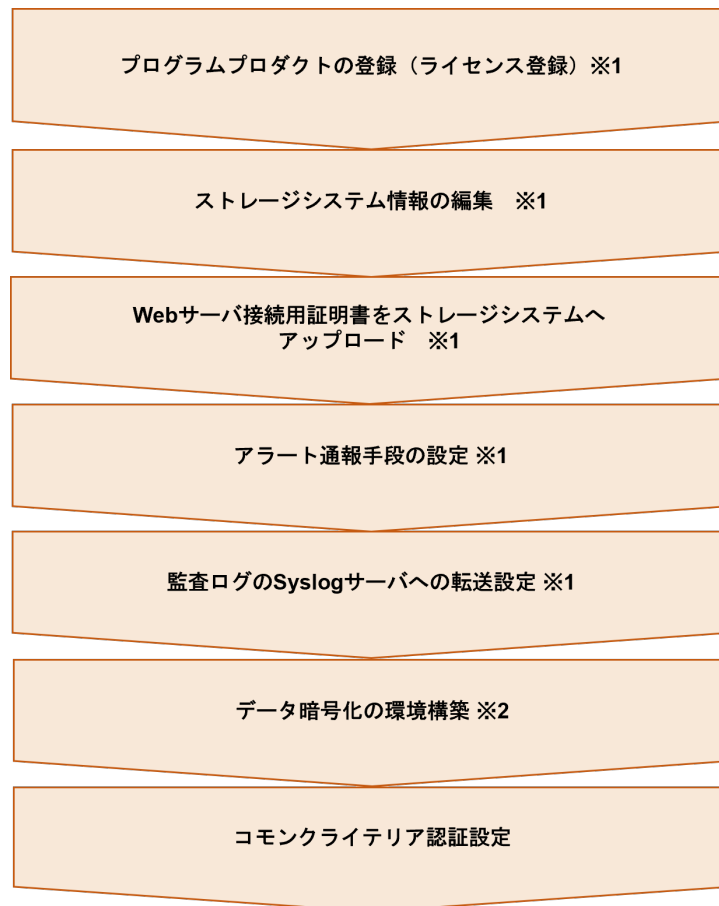 プログラムプロダクトの登録（ライセンス登録）※1
ストレージシステム情報の編集　※1
Webサーバ接続用証明書をストレージシステムへ
アップロード　※1
アラート通報手段の設定 ※1
監査ログのSyslogサーバへの転送設定 ※1
データ暗号化の環境構築 ※2
コモンクライテリア認証設定